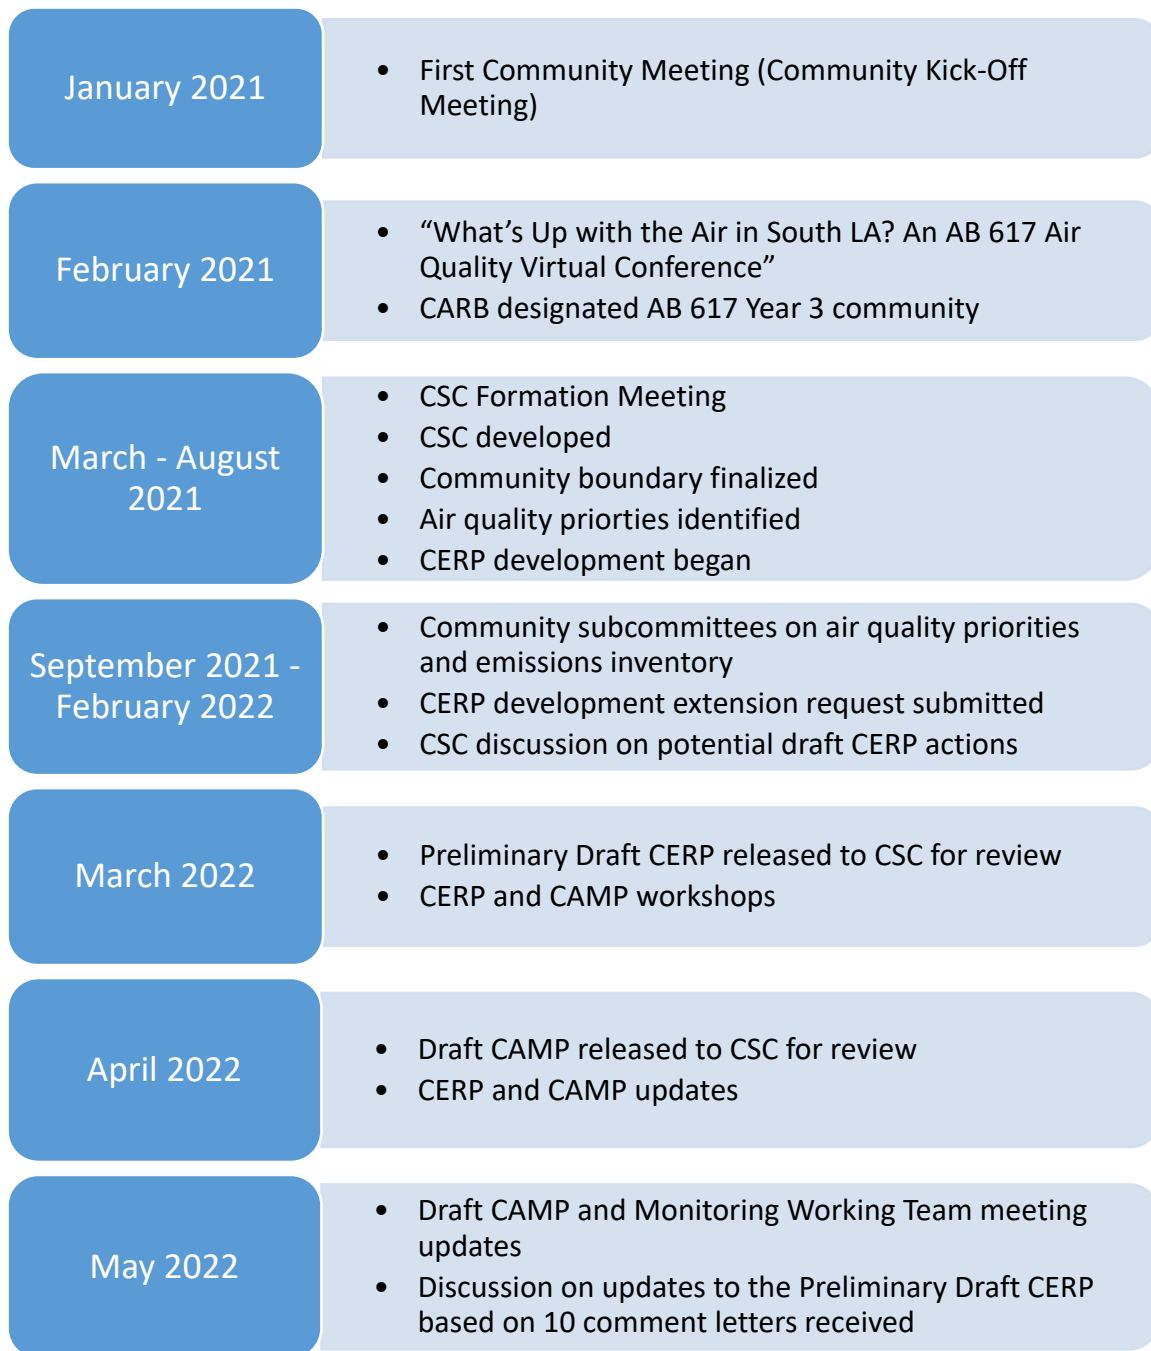 January 2021
• First Community Meeting (Community Kick-Off
Meeting)
February 2021
• “What’s Up with the Air in South LA? An AB 617 Air
Quality Virtual Conference”
• CARB designated AB 617 Year 3 community
March - August
2021
• CSC Formation Meeting
• CSC developed
• Community boundary finalized
• Air quality priorties identified
• CERP development began
September 2021 -
February 2022
• Community subcommittees on air quality priorities
and emissions inventory
• CERP development extension request submitted
• CSC discussion on potential draft CERP actions
March 2022
• Preliminary Draft CERP released to CSC for review
• CERP and CAMP workshops
April 2022
• Draft CAMP released to CSC for review
• CERP and CAMP updates
May 2022
• Draft CAMP and Monitoring Working Team meeting
updates
• Discussion on updates to the Preliminary Draft CERP
based on 10 comment letters received